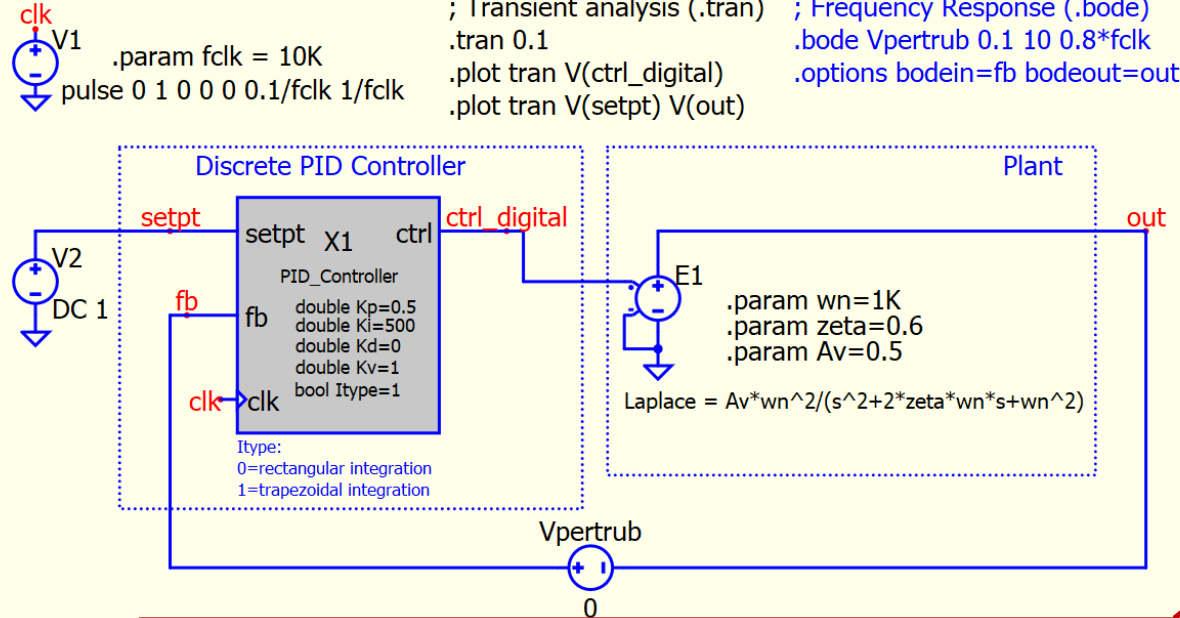 clk
V1
.param fclk = 10K
pulse 0 1 0 0 0 0.1/fclk 1/fclk
; Transient analysis (.tran)
.tran 0.1
.plot tran V(ctrl_digital)
.plot tran V(setpt) V(out)
; Frequency Response (.bode)
.bode Vpertrub 0.1 10 0.8*fclk
.options bodein=fb bodeout=out
Discrete PID Controller
setpt
V2
DC 1
fb
clk
setpt X1 ctrl
PID_Controller
fb
double Kp=0.5
double Ki=500
double Kd=0
double Kv=1
bool Itype=1
clk
ctrl_digital
Itype:
0=rectangular integration
1=trapezoidal integration
Plant
out
E1
.param wn=1K
.param zeta=0.6
.param Av=0.5
Laplace = Av*wn^2/(s^2+2*zeta*wn*s+wn^2)
Vpertrub
0